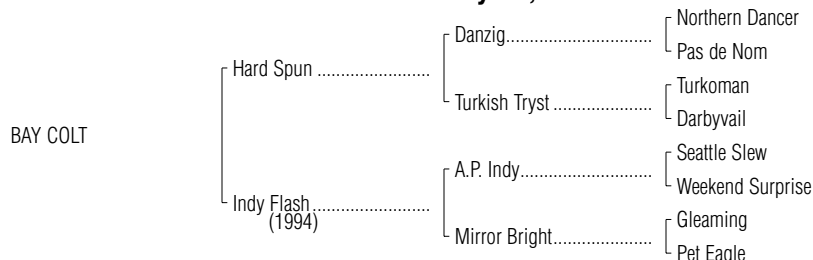 Northern Dancer
Danzig
Pas de Nom
Hard Spun
Turkoman
Turkish Tryst
Darbyvail
BAY COLT
Seattle Slew
A.P. Indy
Weekend Surprise
Indy Flash
(1994)
Gleaming
Mirror Bright
Pet Eagle